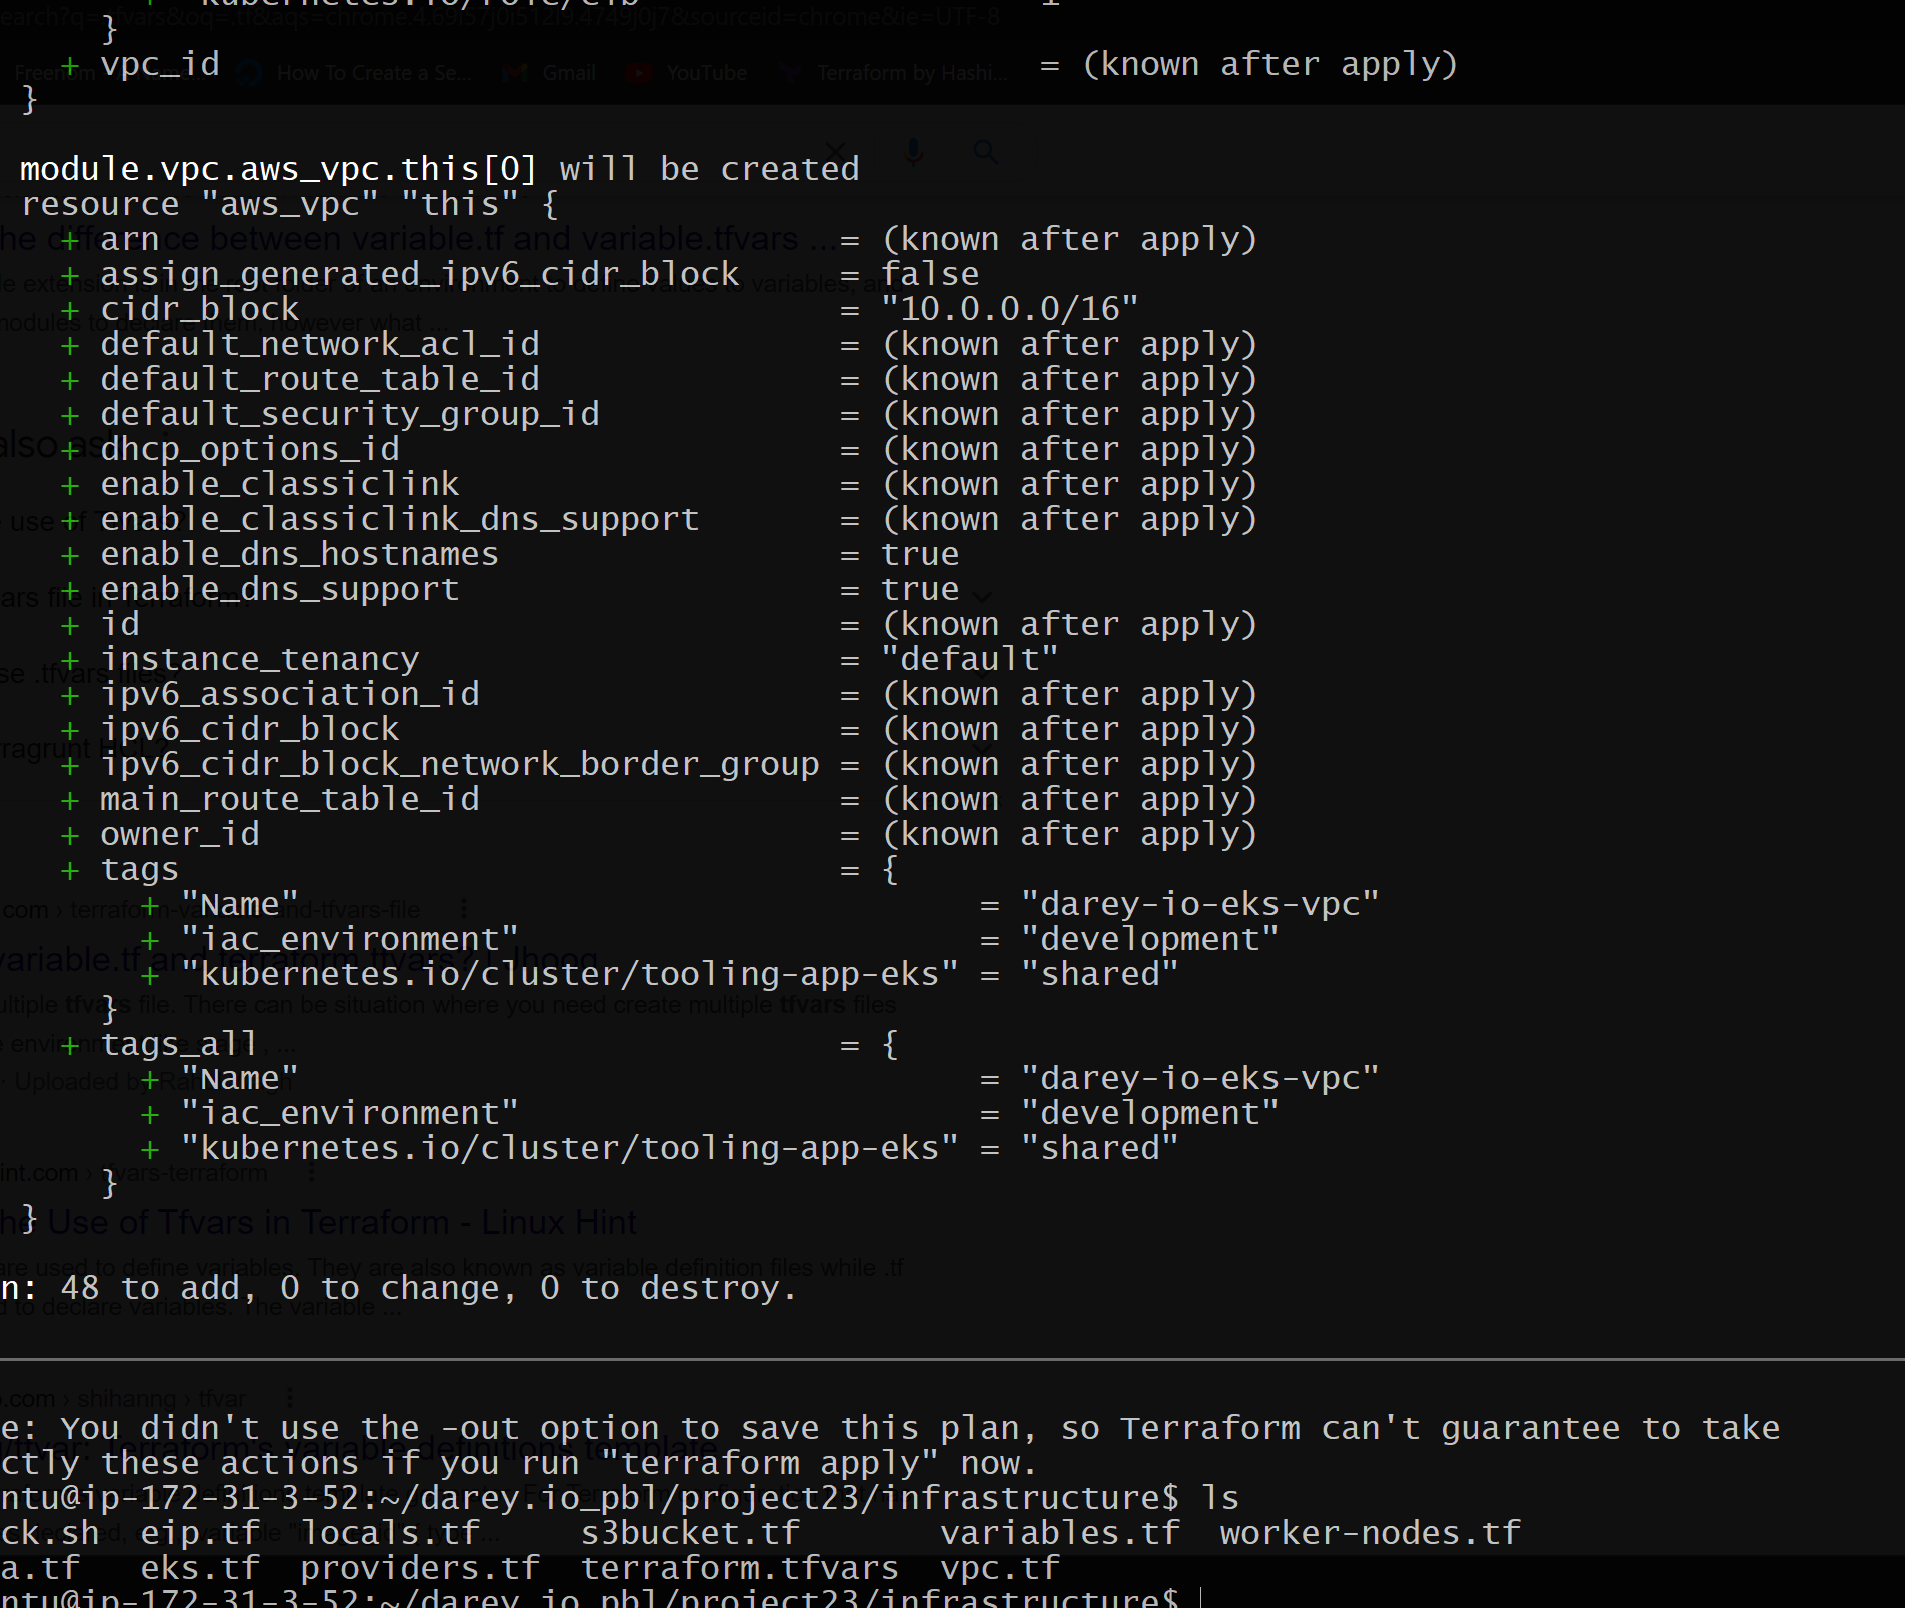 }
+ vpc_id = (known after apply)
}
module.vpc.aws_vpc.this[0] will be created
resource "aws_vpc" "this" {
+ arn = (known after apply)
+ assign_generated_ipv6_cidr_block = false
+ cidr_block = "10.0.0.0/16"
+ default_network_acl_id = (known after apply)
+ default_route_table_id = (known after apply)
+ default_security_group_id = (known after apply)
+ dhcp_options_id = (known after apply)
+ enable_classiclink = (known after apply)
+ enable_classiclink_dns_support = (known after apply)
+ enable_dns_hostnames = true
+ enable_dns_support = true
+ id = (known after apply)
+ instance_tenancy = "default"
+ ipv6_association_id = (known after apply)
+ ipv6_cidr_block = (known after apply)
+ ipv6_cidr_block_network_border_group = (known after apply)
+ main_route_table_id = (known after apply)
+ owner_id = (known after apply)
+ tags = {
+ "Name" = "darey-io-eks-vpc"
+ "iac_environment" = "development"
+ "kubernetes.io/cluster/tooling-app-eks" = "shared"
}
+ tags_all = {
+ "Name" = "darey-io-eks-vpc"
+ "iac_environment" = "development"
+ "kubernetes.io/cluster/tooling-app-eks" = "shared"
}
}
n: 48 to add, 0 to change, 0 to destroy.
e: You didn't use the -out option to save this plan, so Terraform can't guarantee to take
ctly these actions if you run "terraform apply" now.
ntu@ip-172-31-3-52:~/darey.io_pbl/project23/infrastructure$ ls
ck.sh eip.tf locals.tf s3bucket.tf variables.tf worker-nodes.tf
a.tf eks.tf providers.tf terraform.tfvars vpc.tf
ntu@ip-172-31-3-52:~/darey.io_pbl/project23/infrastructure$